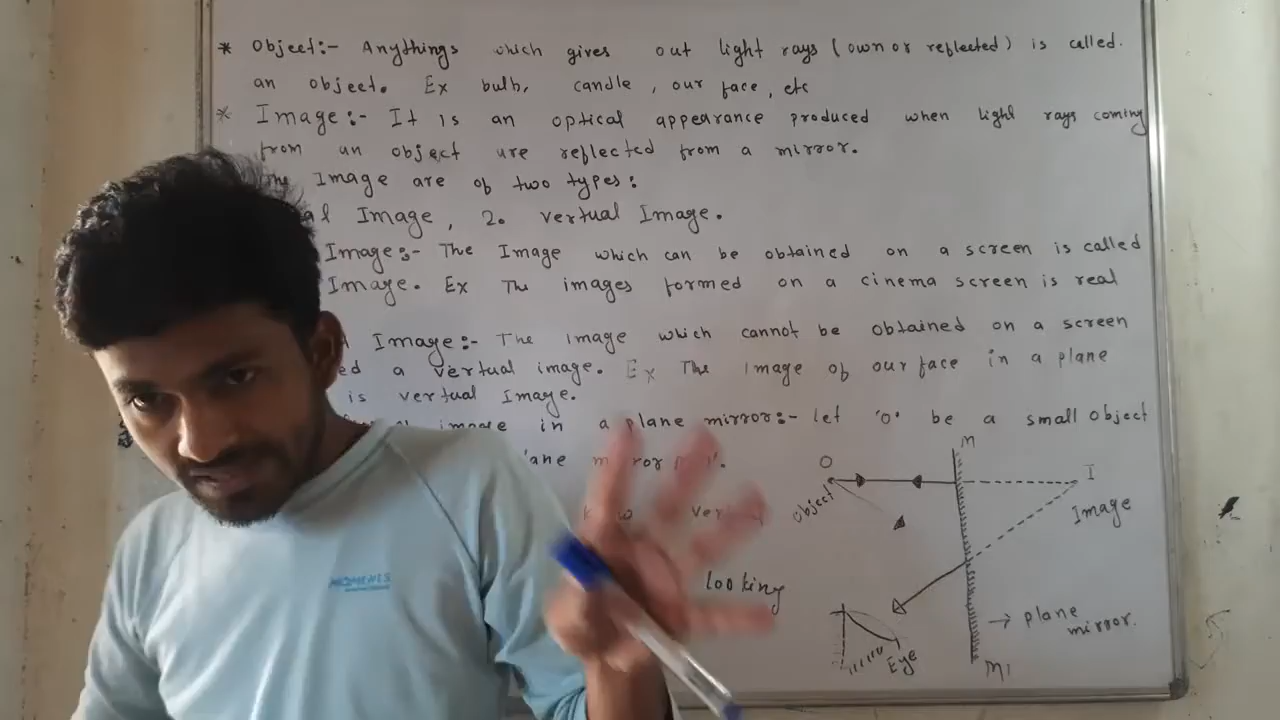 * Object:- Anythings which gives out light rays (own or reflected) is called.
an object. Ex bulb, candle, our face, etc
* Image:- It is an optical appearance produced when light rays coming
from an object are reflected from a mirror.
Image are of two types:
Image, 2. vertual Image.
Image:- The Image which can be obtained on a screen is called
Image. Ex The images formed on a cinema screen is real
Image:- The image which cannot be obtained on a screen
a vertual image. Ex The image of our face in a plane
is vertual Image.
image in a plane mirror:- let 'O' be a small object
looking
O
Object
M
I
Image
→ plane
mirror.
Eye
M1
MOMENTS